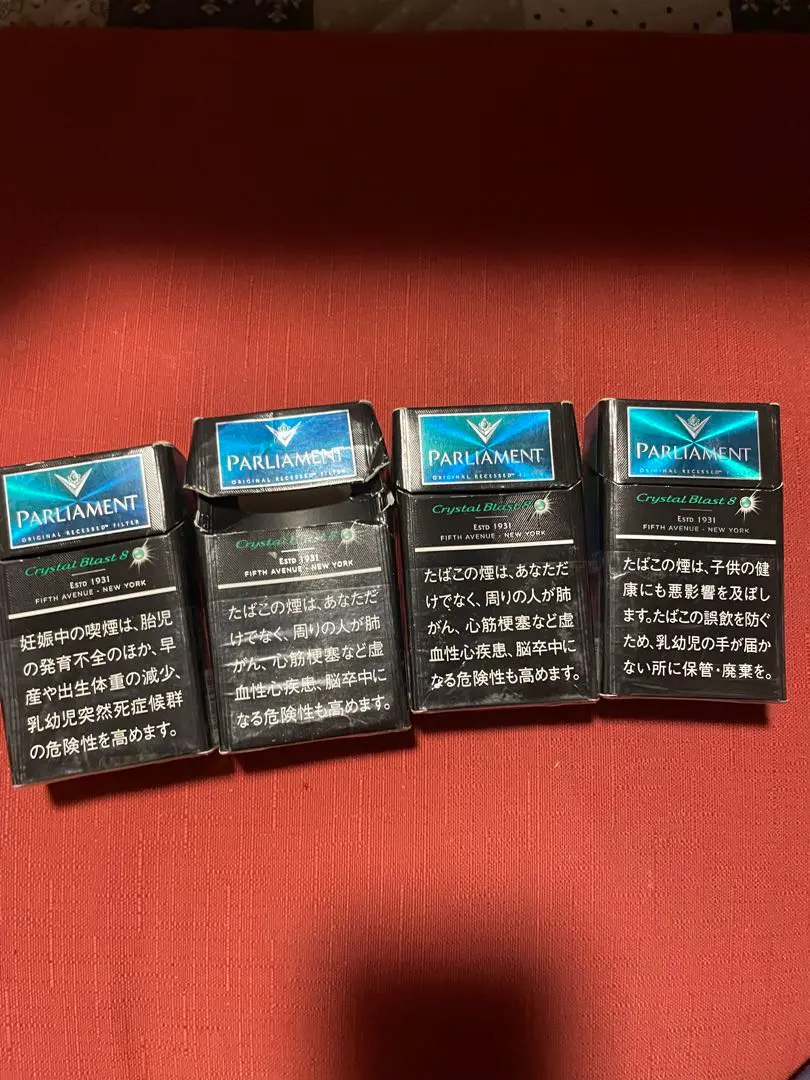 PARLIAMENT
ORIGINAL RECESSED™ FILTER
Crystal Blast 8
ESTD 1931
FIFTH AVENUE - NEW YORK
妊娠中の喫煙は、胎児
の発育不全のほか、早
産や出生体重の減少、
乳幼児突然死症候群
の危険性を高めます。
PARLIAMENT
ORIGINAL RECESSED™ FILTER
Crystal Blast 8
ESTD 1931
FIFTH AVENUE - NEW YORK
たばこの煙は、あなただ
けでなく、周りの人が肺
がん、心筋梗塞など虚
血性心疾患、脳卒中に
なる危険性も高めます。
PARLIAMENT
ORIGINAL RECESSED™ FILTER
Crystal Blast 8
ESTD 1931
FIFTH AVENUE - NEW YORK
たばこの煙は、あなただ
けでなく、周りの人が肺
がん、心筋梗塞など虚
血性心疾患、脳卒中に
なる危険性も高めます。
PARLIAMENT
ORIGINAL RECESSED™ FILTER
Crystal Blast 8
ESTD 1931
FIFTH AVENUE - NEW YORK
たばこの煙は、子供の健
康にも悪影響を及ぼし
ます。たばこの誤飲を防ぐ
ため、乳幼児の手が届か
ない所に保管・廃棄を。